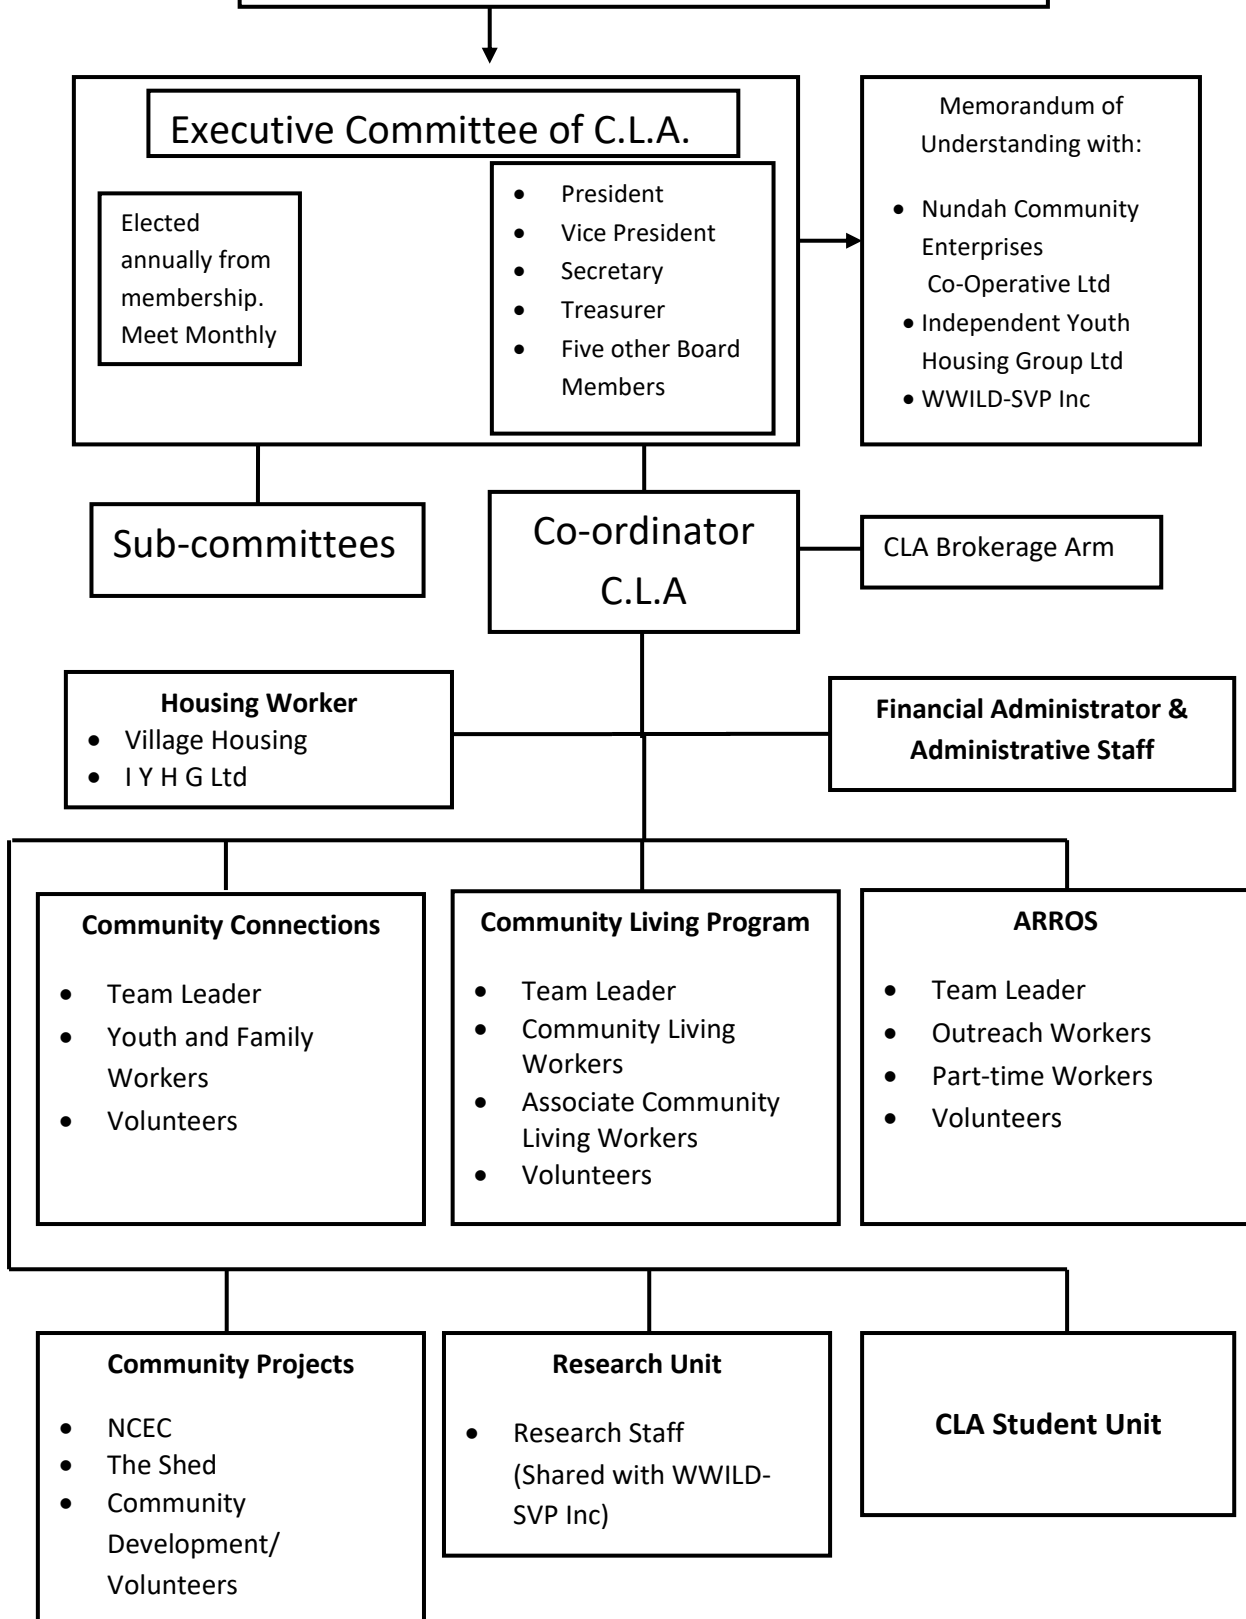 Executive Committee of C.L.A.
Elected
annually from
membership.
Meet Monthly
• President
• Vice President
• Secretary
• Treasurer
• Five other Board
Members
Memorandum of
Understanding with:
• Nundah Community
Enterprises
Co-Operative Ltd
• Independent Youth
Housing Group Ltd
• WWILD-SVP Inc
Sub-committees
Co-ordinator
C.L.A
CLA Brokerage Arm
Housing Worker
• Village Housing
• I Y H G Ltd
Financial Administrator &
Administrative Staff
Community Connections
• Team Leader
• Youth and Family
Workers
• Volunteers
Community Living Program
• Team Leader
• Community Living
Workers
• Associate Community
Living Workers
• Volunteers
ARROS
• Team Leader
• Outreach Workers
• Part-time Workers
• Volunteers
Community Projects
• NCEC
• The Shed
• Community
Development/
Volunteers
Research Unit
• Research Staff
(Shared with WWILD-
SVP Inc)
CLA Student Unit